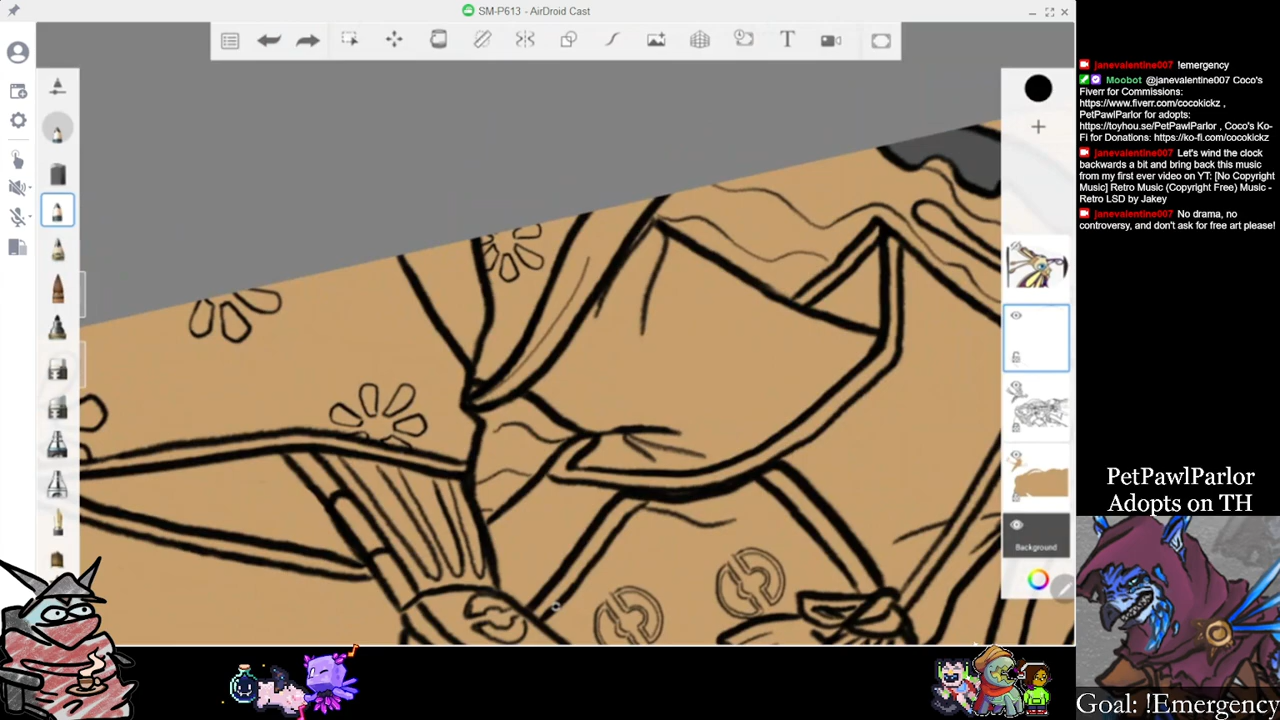 SM-P613 - AirDroid Cast
T
Background
janevalentine007 !emergency
Moobot @janevalentine007 Coco's
Fiverr for Commissions:
https://www.fiverr.com/cocokickz ,
PetPawlParlor for adopts:
https://toyhou.se/PetPawlParlor , Coco's Ko-
Fi for Donations: https://ko-fi.com/cocokickz
janevalentine007 Let's wind the clock
backwards a bit and bring back this music
from my first ever video on YT: [No Copyright
Music] Retro Music (Copyright Free) Music -
Retro LSD by Jakey
janevalentine007 No drama, no
controversy, and don't ask for free art please!
PetPawlParlor
Adopts on TH
Goal: !Emergency